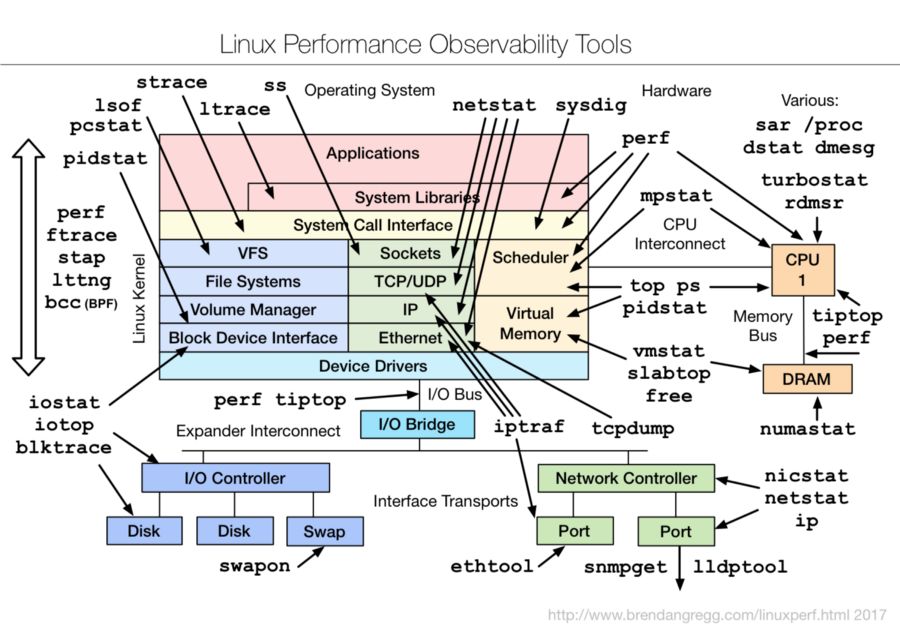 Linux Performance Observability Tools
strace
ss
Operating System
Hardware
Various:
sar /proc
dstat dmesg
lsof
pcstat
ltrace
netstat
sysdig
perf
pidstat
Applications
System Libraries
System Call Interface
turbostat
rdmsr
mpstat
CPU
Interconnect
perf
ftrace
stap
lttng
bcc (BPF)
Linux Kernel
VFS
Sockets
Scheduler
File Systems
TCP/UDP
Volume Manager
IP
Virtual
Memory
Block Device Interface
Ethernet
Device Drivers
CPU
1
top ps
pidstat
Memory
Bus
tiptop
perf
vmstat
slabtop
free
DRAM
numastat
iostat
iotop
blktrace
perf tiptop
I/O Bus
I/O Bridge
iptraf
tcpdump
Expander Interconnect
I/O Controller
Interface Transports
Network Controller
nicstat
netstat
ip
Disk
Disk
Swap
Port
Port
swapon
ethtool
snmpget
lldptool
http://www.brendangregg.com/linuxperf.html 2017